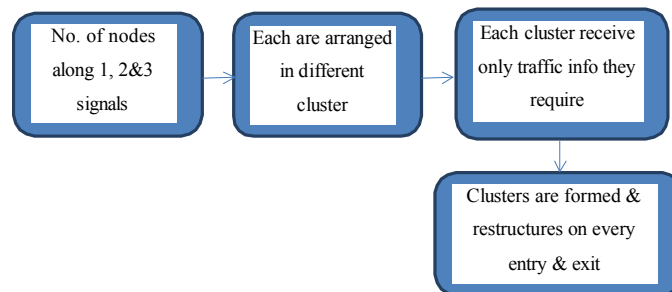 No. of nodes
along 1, 2&3
signals
Each are arranged
in different
cluster
Each cluster receive
only traffic info they
require
Clusters are formed &
restructures on every
entry & exit